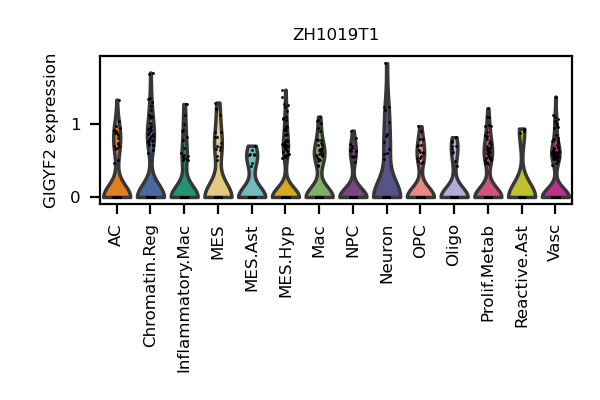 ZH1019T1
GIGYF2 expression
1
0
AC
Chromatin.Reg
Inflammatory.Mac
MES
MES.Ast
MES.Hyp
Mac
NPC
Neuron
OPC
Oligo
Prolif.Metab
Reactive.Ast
Vasc